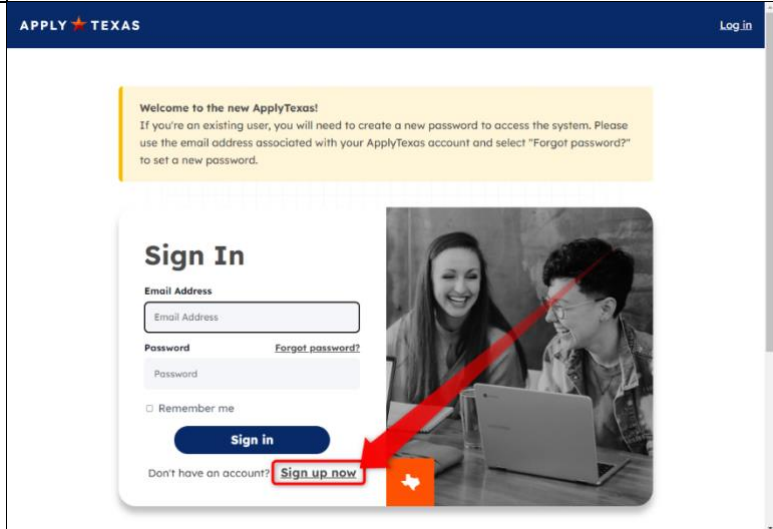 APPLY TEXAS
Log in
Welcome to the new ApplyTexas!
If you're an existing user, you will need to create a new password to access the system. Please
use the email address associated with your ApplyTexas account and select "Forgot password?"
to set a new password.
Sign In
Email Address
Email Address
Password Forgot password?
Password
Remember me
Sign in
Don't have an account? Sign up now